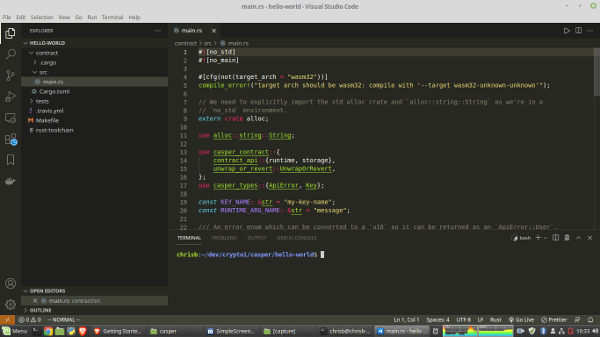 main.rs - hello-world - Visual Studio Code
File Edit Selection View Go Run Terminal Help
EXPLORER
HELLO-WORLD
contract
.cargo
src
main.rs
Cargo.toml
tests
.travis.yml
Makefile
rust-toolchain
OPEN EDITORS
main.rs contract/src
OUTLINE
main.rs
contract > src > main.rs
1 #![no_std]
2 #![no_main]
3
4 #[cfg(not(target_arch = "wasm32"))]
5 compile_error!("target arch should be wasm32: compile with '--target wasm32-unknown-unknown'");
6
7 // We need to explicitly import the std alloc crate and `alloc::string::String` as we're in a
8 // `no_std` environment.
9 extern crate alloc;
10
11 use alloc::string::String;
12
13 use casper_contract::{
14 contract_api::{runtime, storage},
15 unwrap_or_revert::UnwrapOrRevert,
16 };
17 use casper_types::{ApiError, Key};
18
19 const KEY_NAME: &str = "my-key-name";
20 const RUNTIME_ARG_NAME: &str = "message";
21
22 /// An error enum which can be converted to a `u16` so it can be returned as an `ApiError::User`.
TERMINAL PROBLEMS OUTPUT DEBUG CONSOLE
bash
chrisb:~/dev/crypto1/casper/hello-world$
0 0 -- NORMAL --
Ln 1, Col 1 Spaces: 4 UTF-8 LF Rust Go Live Prettier
Menu
Getting Starte...
casper
SimpleScreen...
[capture]
chrisb@chrisb-...
main.rs - hello-...
10:33